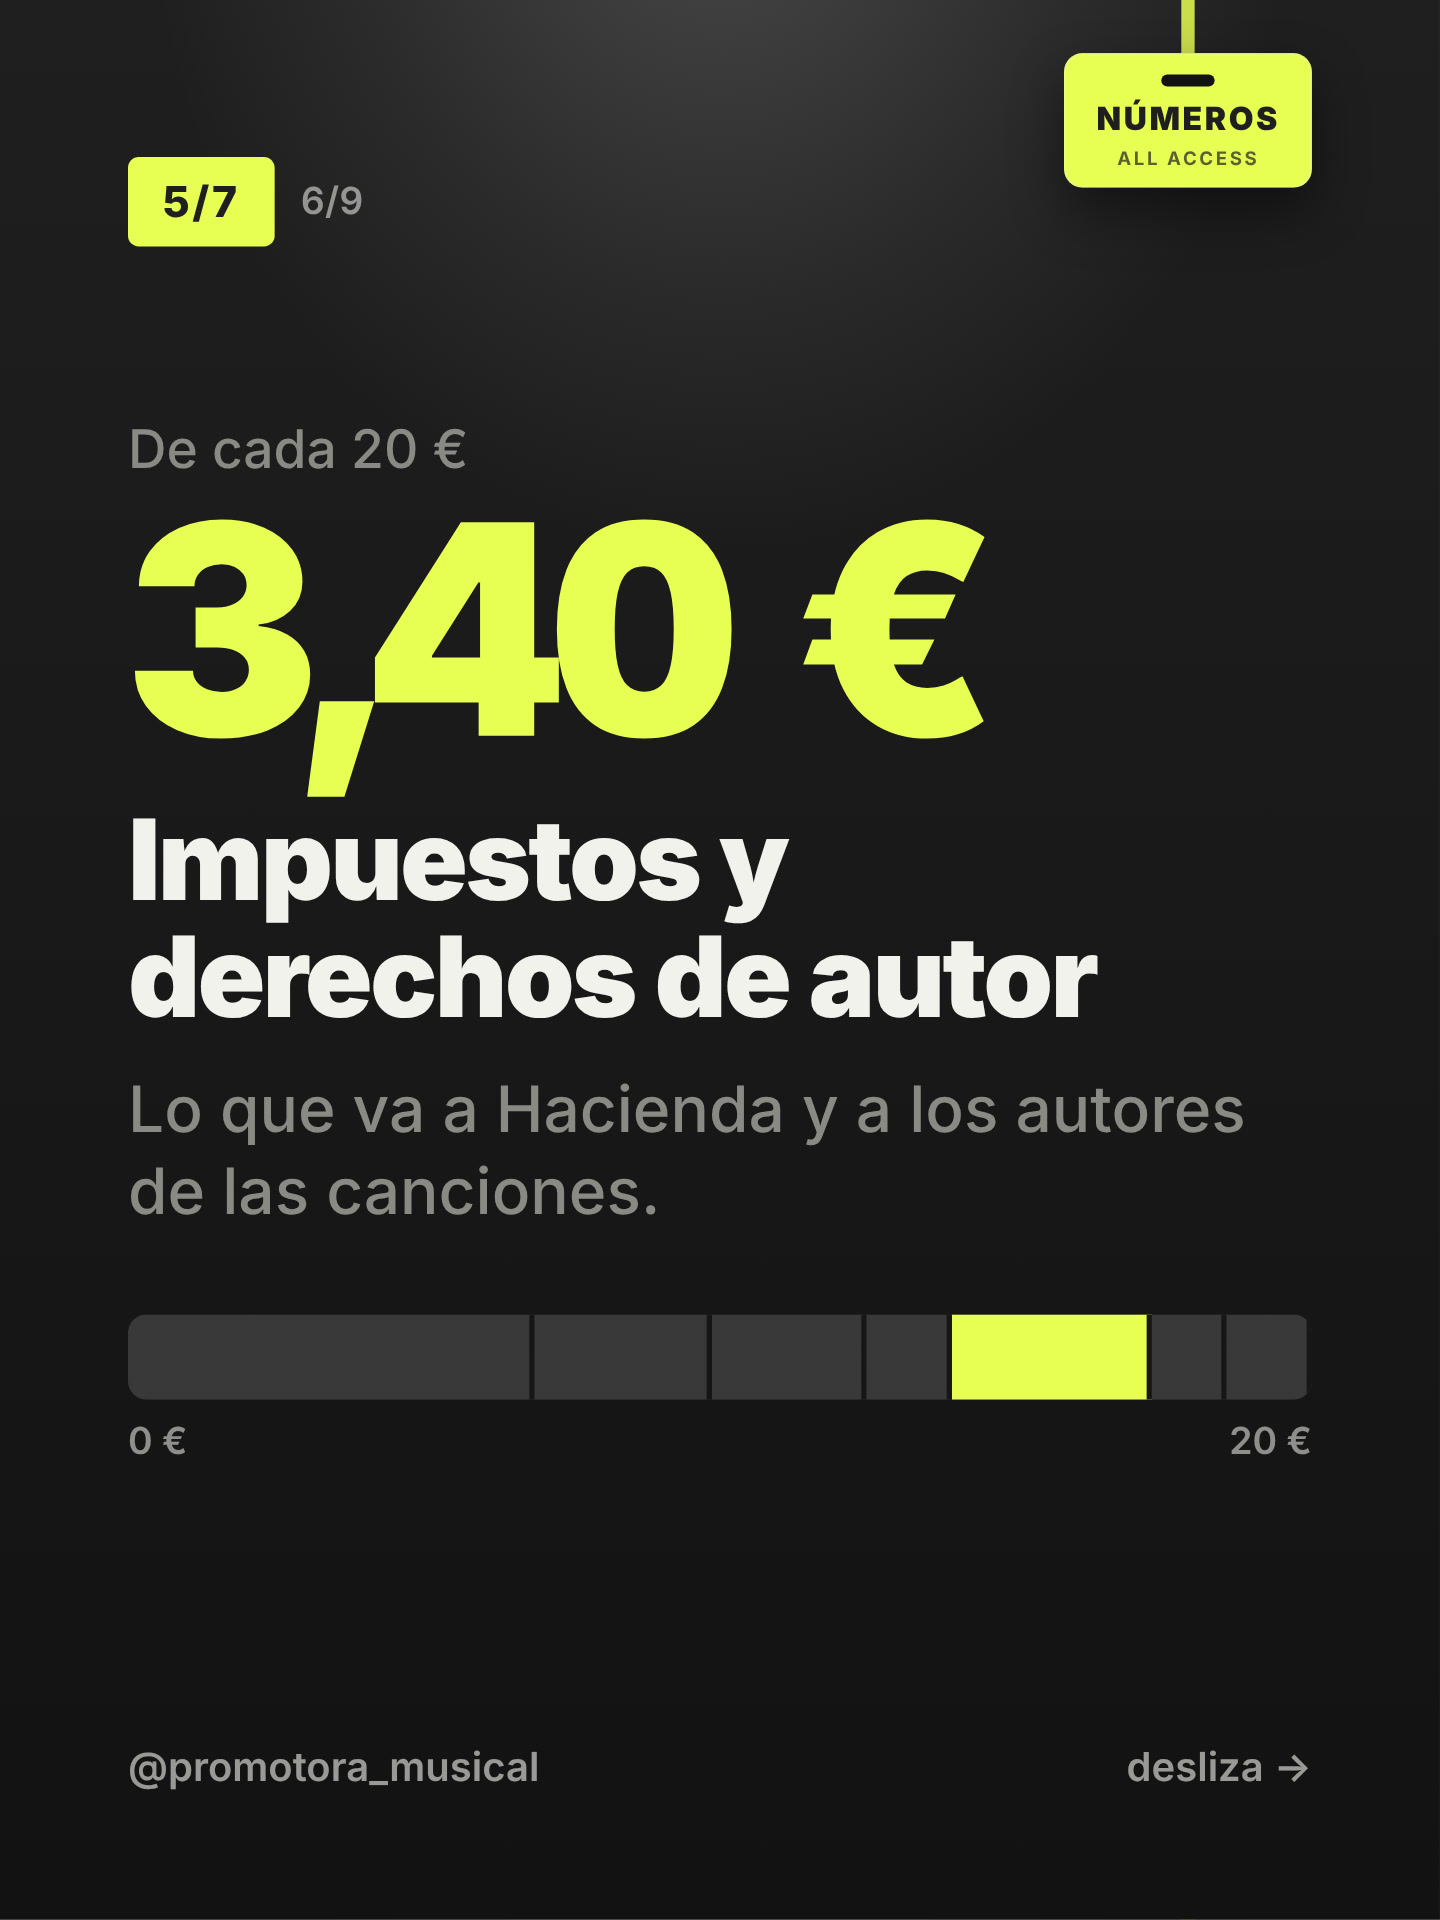 NÚMEROS
ALL ACCESS
5/7 6/9
De cada 20 €
3,40 €
Impuestos y
derechos de autor
Lo que va a Hacienda y a los autores
de las canciones.
0 € 20 €
@promotora_musical desliza →